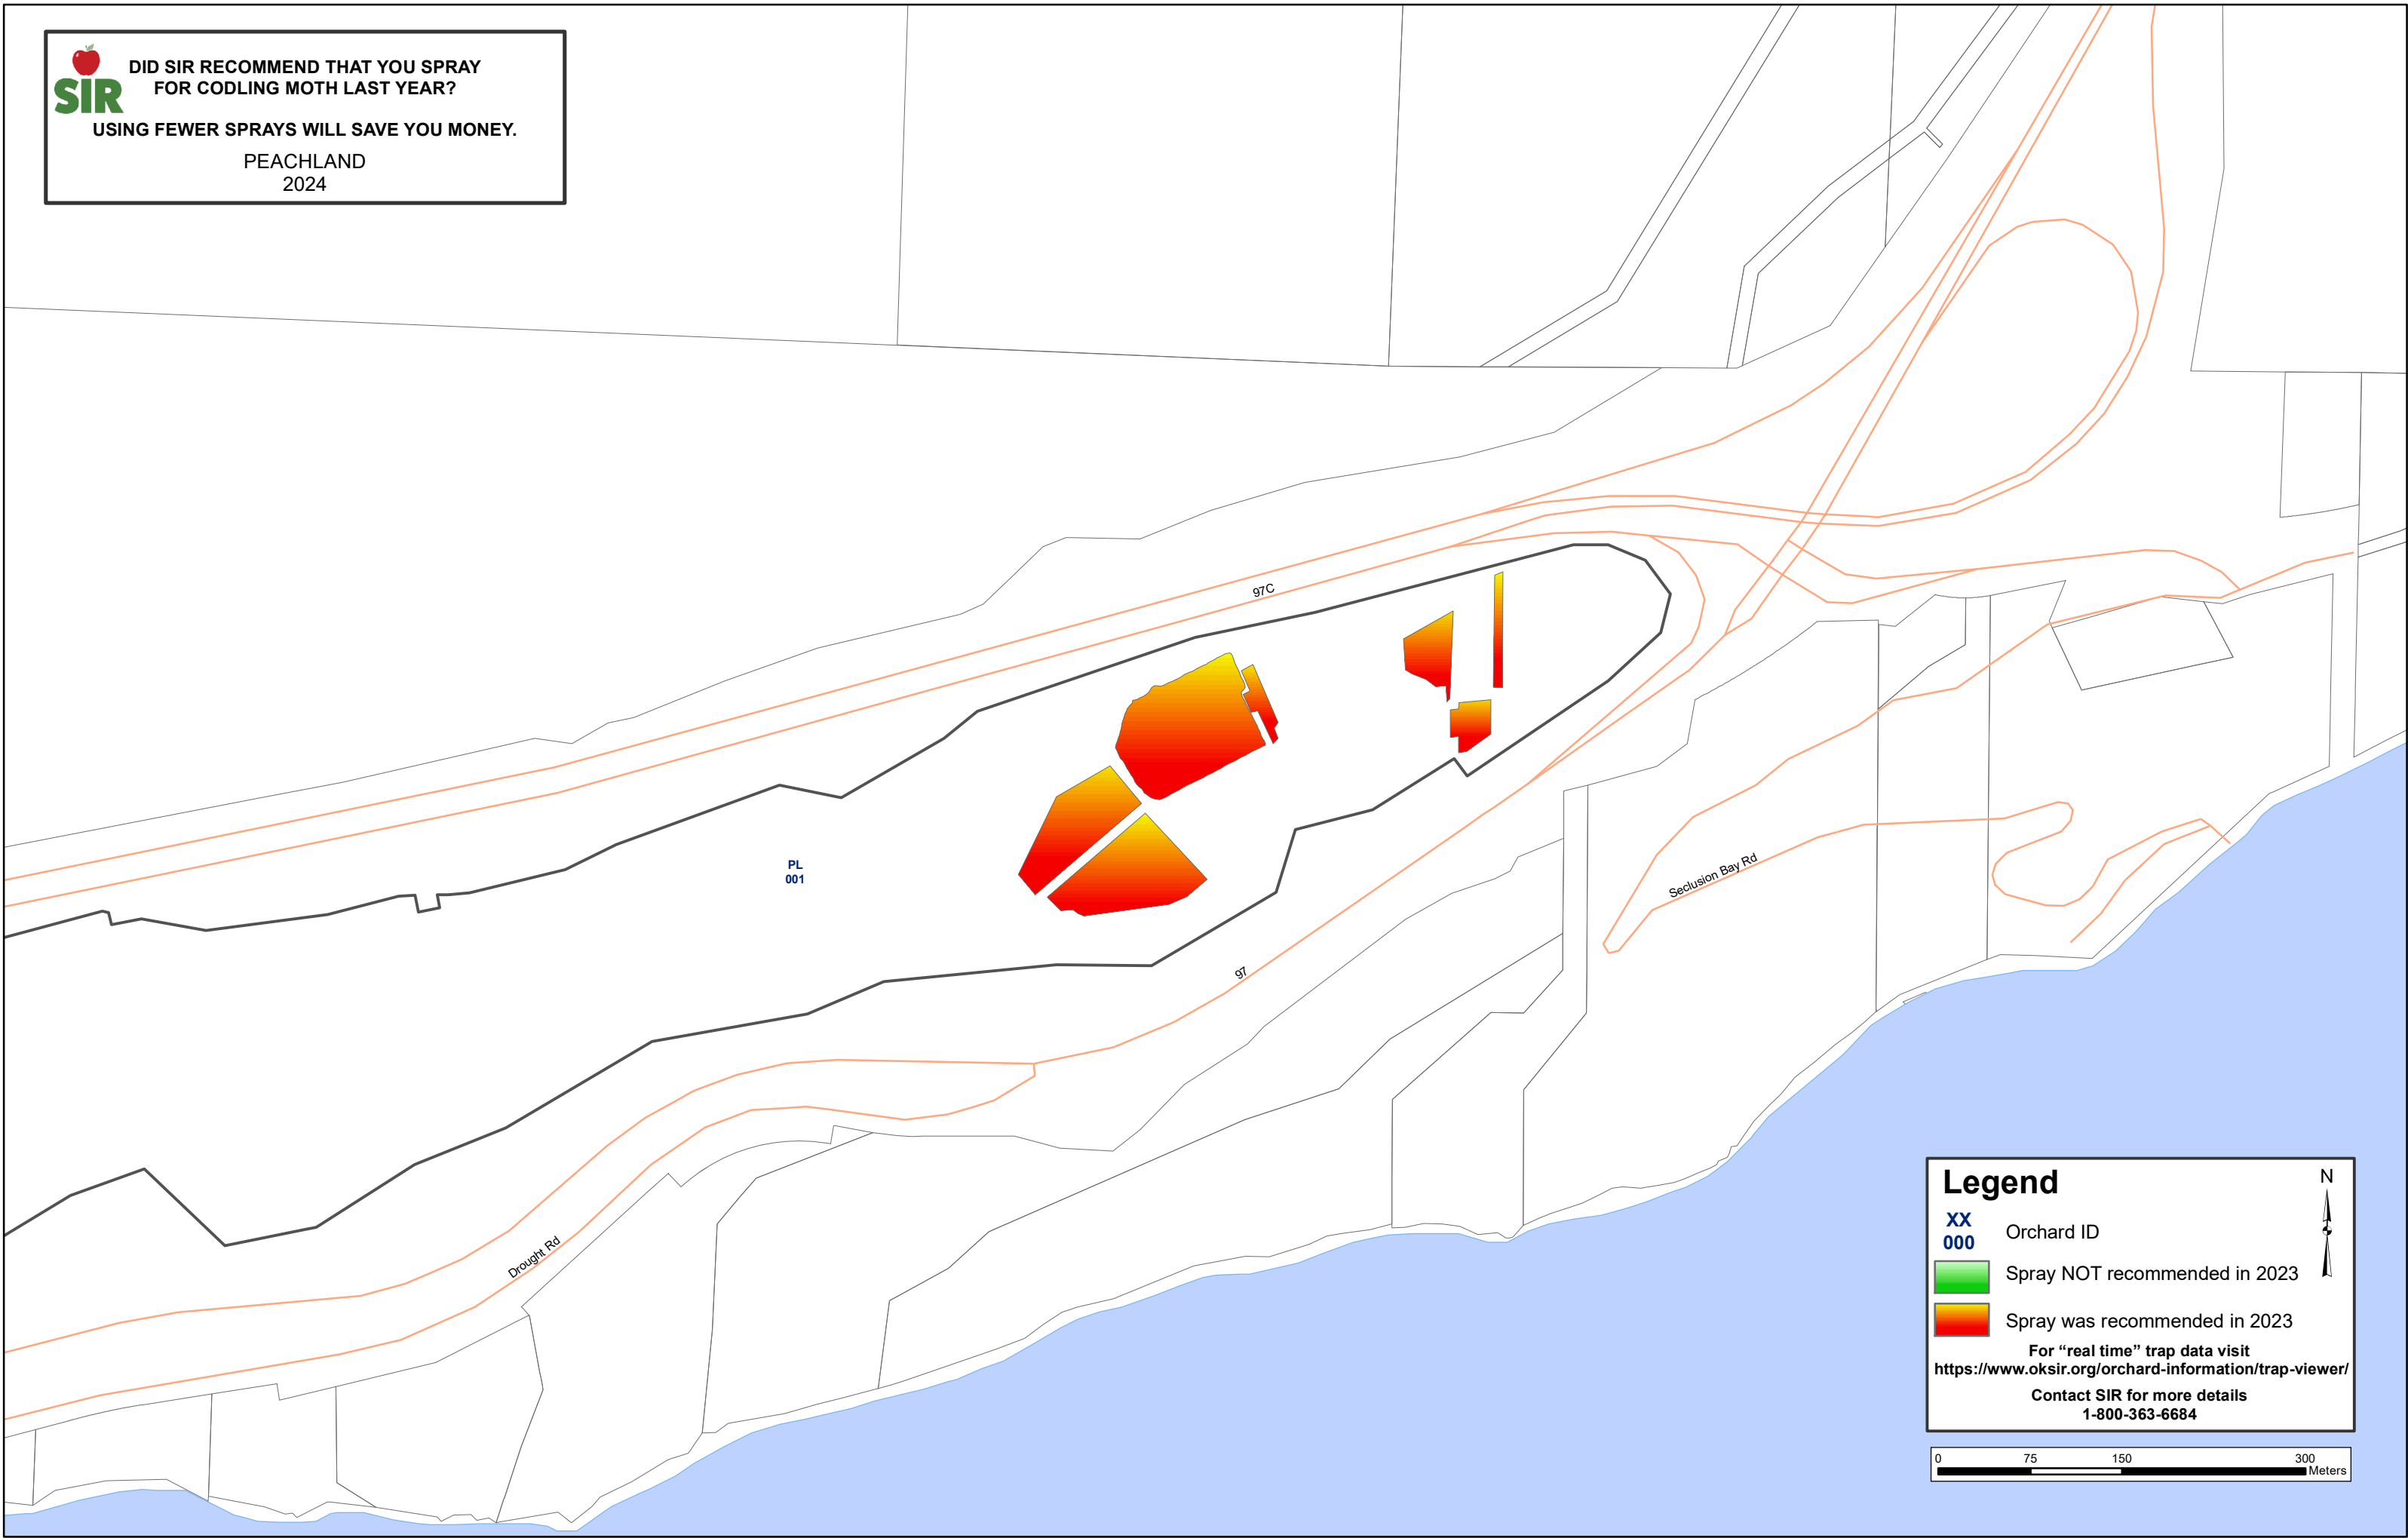 SIR
DID SIR RECOMMEND THAT YOU SPRAY
FOR CODLING MOTH LAST YEAR?
USING FEWER SPRAYS WILL SAVE YOU MONEY.
PEACHLAND
2024
97C
PL
001
Seclusion Bay Rd
97
Drought Rd
Legend
N
XX
000
Orchard ID
Spray NOT recommended in 2023
Spray was recommended in 2023
For “real time” trap data visit
https://www.oksir.org/orchard-information/trap-viewer/
Contact SIR for more details
1-800-363-6684
0 75 150 300
Meters